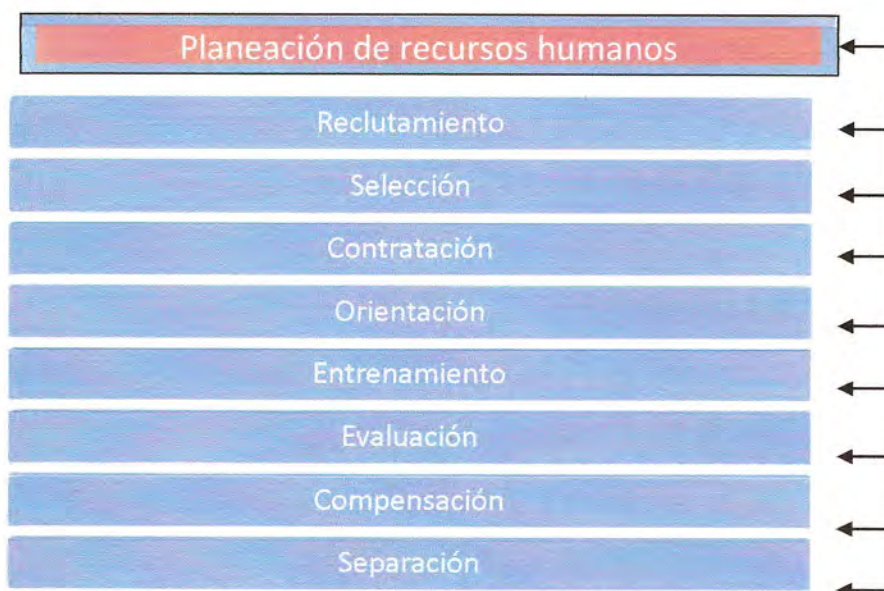 Planeación de recursos humanos
Reclutamiento
Selección
Contratación
Orientación
Entrenamiento
Evaluación
Compensación
Separación